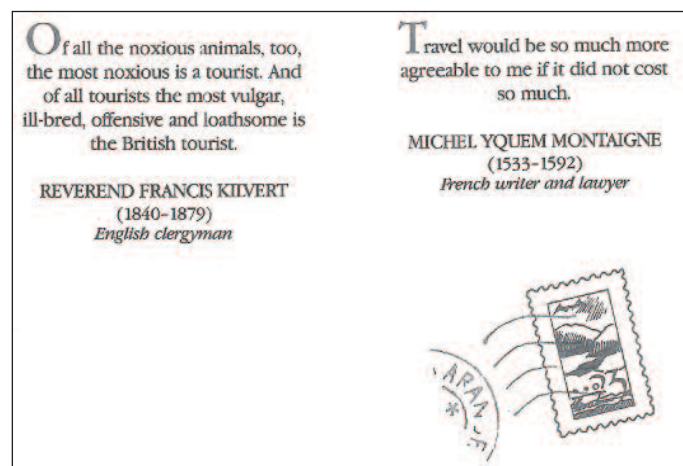 Of all the noxious animals, too,
the most noxious is a tourist. And
of all tourists the most vulgar,
ill-bred, offensive and loathsome is
the British tourist.
REVEREND FRANCIS KILVERT
(1840–1879)
English clergyman
Travel would be so much more
agreeable to me if it did not cost
so much.
MICHEL YQUEM MONTAIGNE
(1533–1592)
French writer and lawyer
ARAN